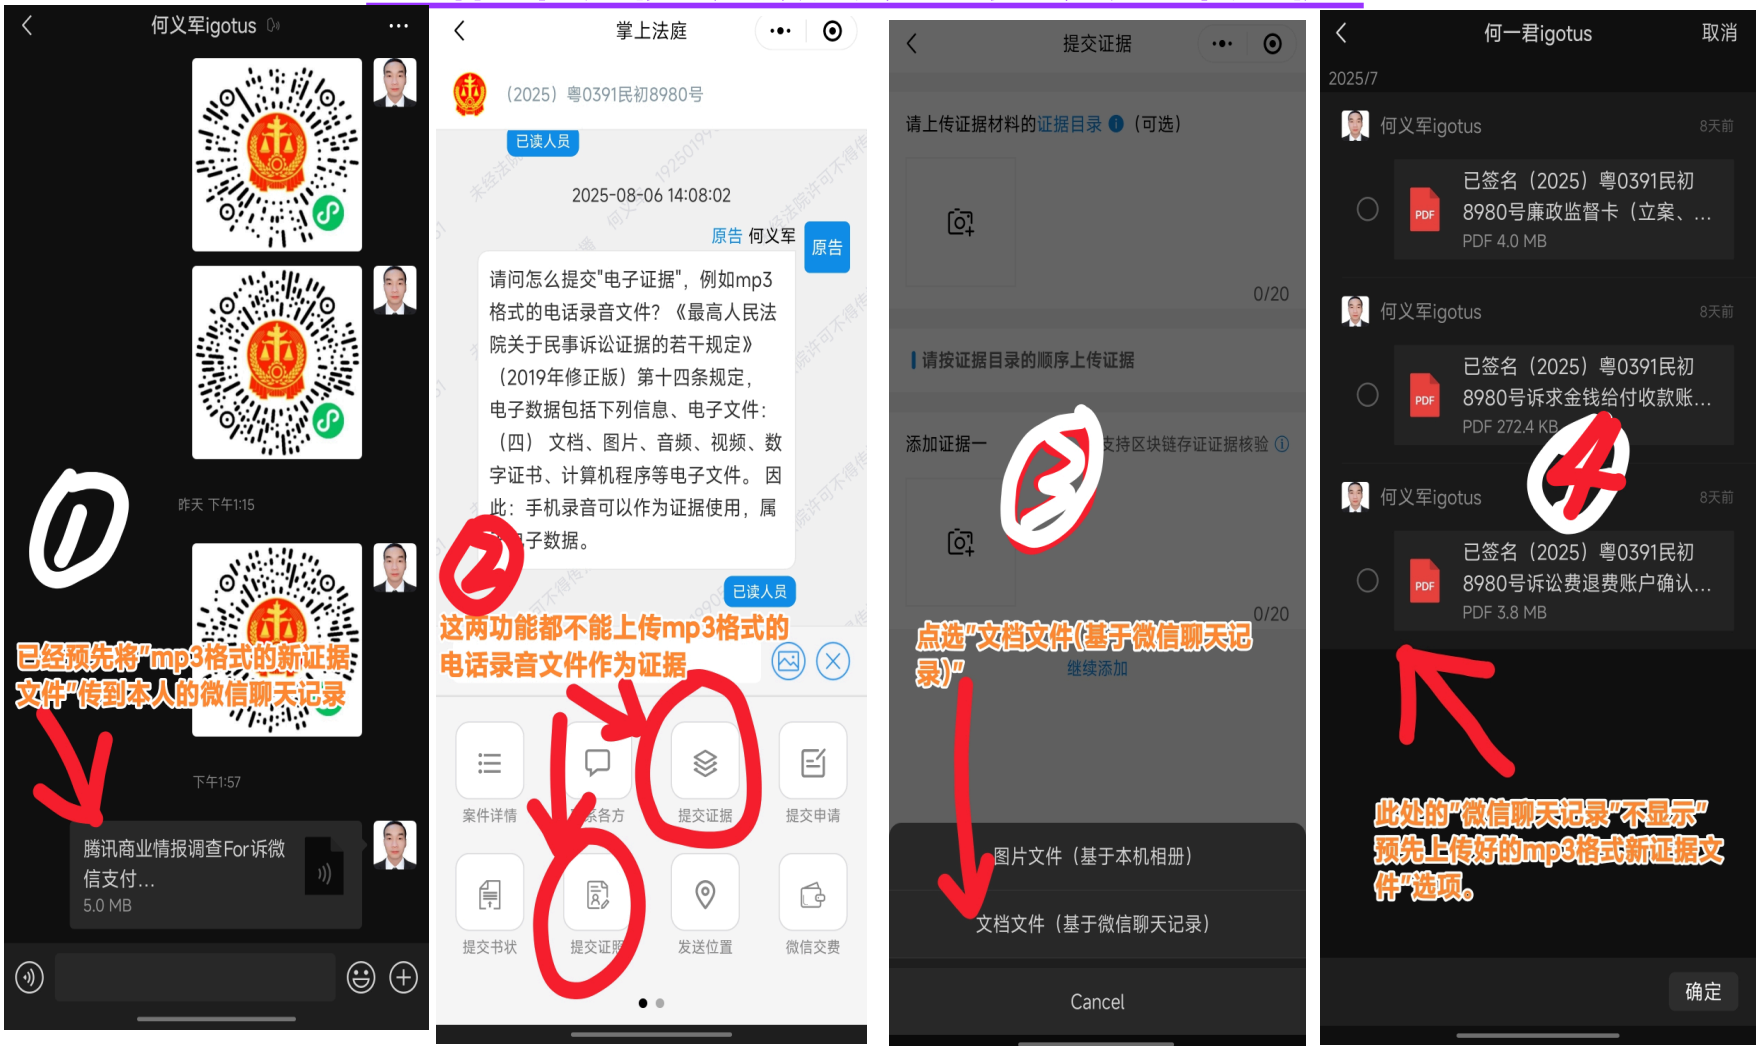 何义军igotus
昨天 下午1:15
1
已经预先将"mp3格式的新证据
文件"传到本人的微信聊天记录
下午1:57
腾讯商业情报调查For诉微
信支付...
5.0 MB
掌上法庭
（2025）粤0391民初8980号
已读人员
2025-08-06 14:08:02
原告 何义军
原告
请问怎么提交"电子证据"，例如mp3
格式的电话录音文件？《最高人民法
院关于民事诉讼证据的若干规定》
（2019年修正版）第十四条规定，
电子数据包括下列信息、电子文件：
（四） 文档、图片、音频、视频、数
字证书、计算机程序等电子文件。 因
此：手机录音可以作为证据使用，属
电子数据。
2
已读人员
这两功能都不能上传mp3格式的
电话录音文件作为证据
案件详情
系各方
提交证据
提交申请
提交书状
提交证照
发送位置
微信交费
提交证据
请上传证据材料的证据目录（可选）
0/20
请按证据目录的顺序上传证据
添加证据一
支持区块链存证证据核验
3
0/20
点选"文档文件(基于微信聊天记
录)"
继续添加
图片文件（基于本机相册）
文档文件（基于微信聊天记录）
Cancel
何一君igotus
取消
2025/7
何义军igotus
8天前
已签名（2025）粤0391民初
8980号廉政监督卡（立案、...
PDF
PDF 4.0 MB
何义军igotus
8天前
已签名（2025）粤0391民初
8980号诉求金钱给付收款账...
PDF
PDF 272.4 KB
4
何义军igotus
8天前
已签名（2025）粤0391民初
8980号诉讼费退费账户确认...
PDF
PDF 3.8 MB
此处的"微信聊天记录"不显示"
预先上传好的mp3格式新证据文
件"选项。
确定